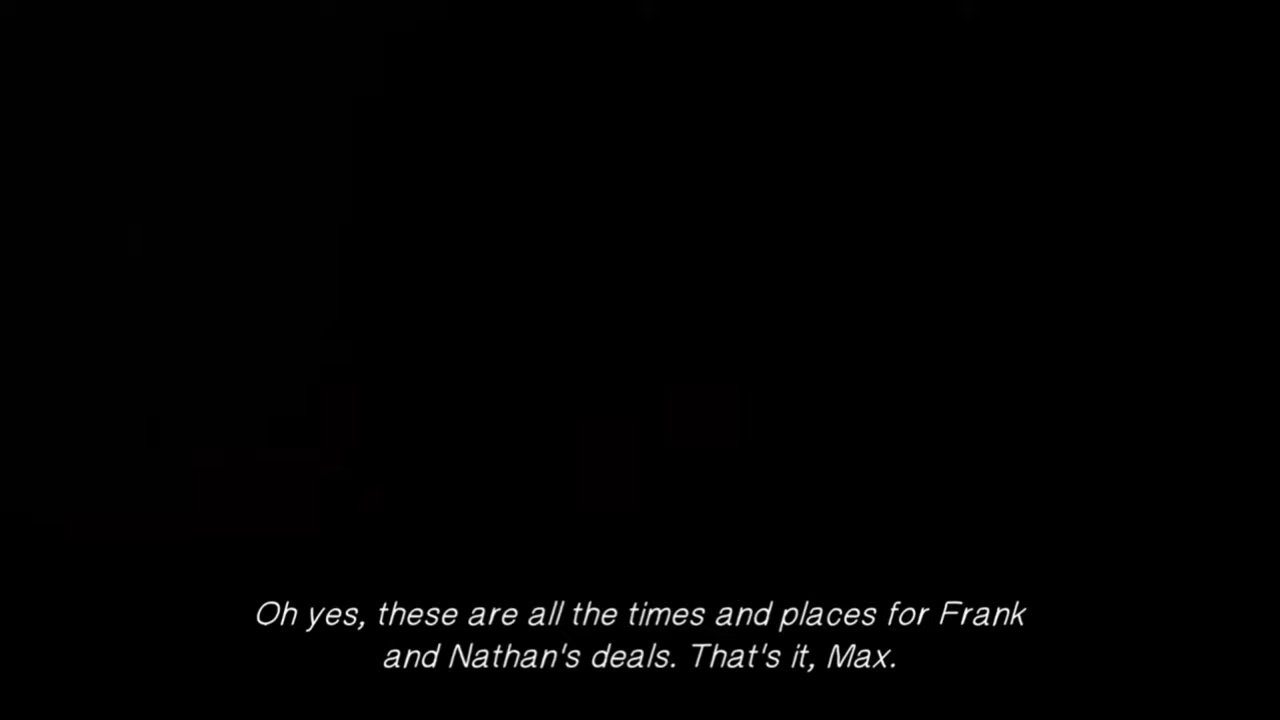 Oh yes, these are all the times and places for Frank
and Nathan's deals. That's it, Max.